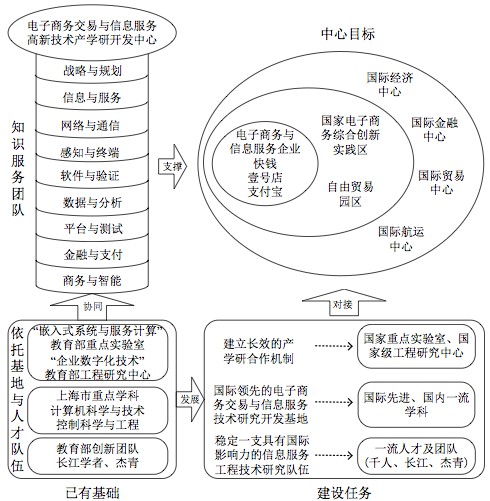 电子商务交易与信息服务
高新技术产学研开发中心
知识服务团队
战略与规划
信息与服务
网络与通信
感知与终端
软件与验证
数据与分析
平台与测试
金融与支付
商务与智能
支撑
中心目标
国际经济
中心
国际金融
中心
国际贸易
中心
国际航运
中心
国家电子商
务综合创新
实践区
自由贸易
园区
电子商务与
信息服务企业
快钱
壹号店
支付宝
协同
对接
依托基地与人才队伍
“嵌入式系统与服务计算”
教育部重点实验室
“企业数字化技术”
教育部工程研究中心
上海市重点学科
计算机科学与技术
控制科学与工程
教育部创新团队
长江学者、杰青
已有基础
发展
建立长效的产
学研合作机制
国家重点实验室、国
家级工程研究中心
国际领先的电子商
务交易与信息服务
技术研究开发基地
国际先进、国内一流
学科
稳定一支具有国际
影响力的信息服务
工程技术研究队伍
一流人才及团队
(千人、长江、杰青)
建设任务